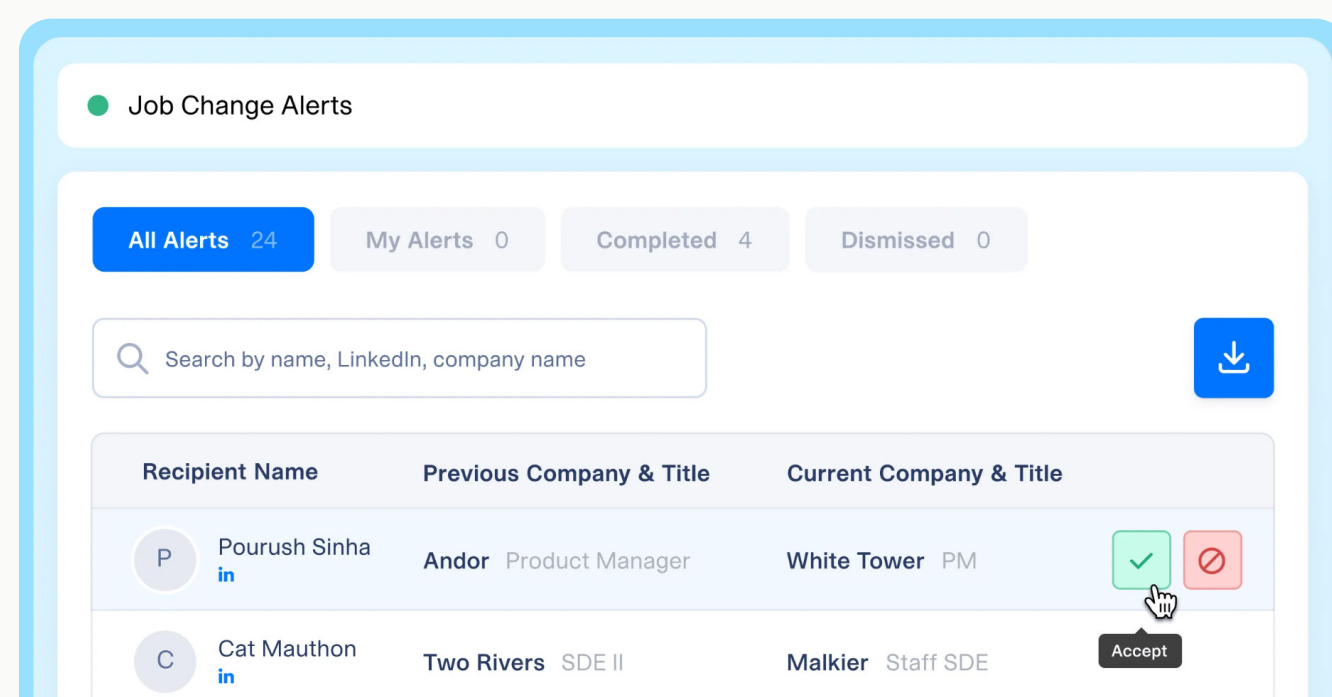 Job Change Alerts
All Alerts 24 My Alerts 0 Completed 4 Dismissed 0
Search by name, LinkedIn, company name
Recipient Name Previous Company & Title Current Company & Title
P Pourush Sinha Andor Product Manager White Tower PM
in
Accept
C Cat Mauthon Two Rivers SDE II Malkier Staff SDE
in